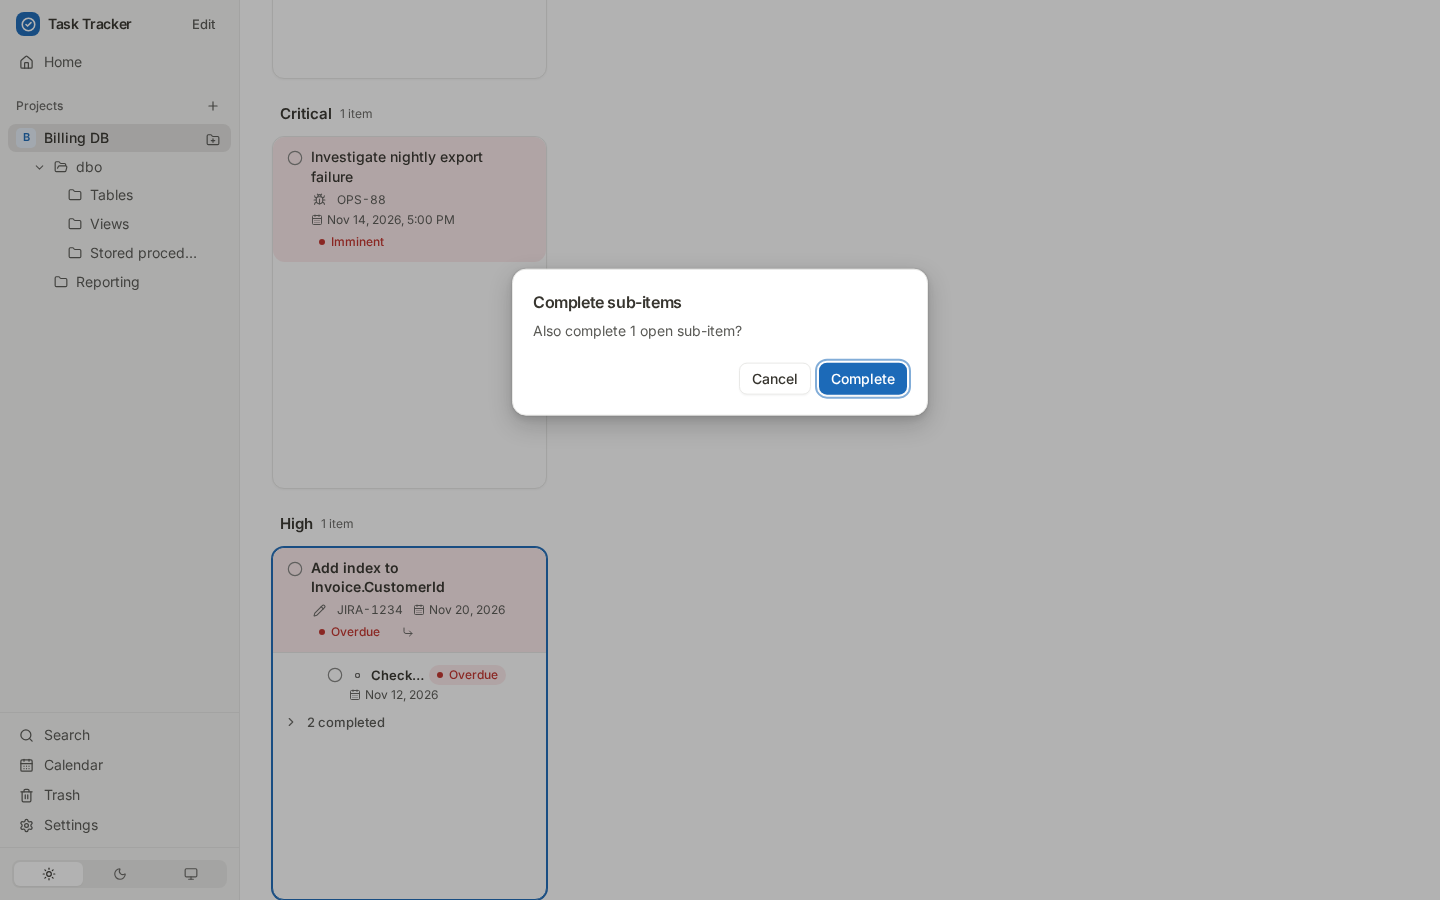 Task Tracker
Edit
Home
Projects
B Billing DB
dbo
Tables
Views
Stored proced...
Reporting
Search
Calendar
Trash
Settings
Critical 1 item
Investigate nightly export
failure
OPS-88
Nov 14, 2026, 5:00 PM
Imminent
Complete sub-items
Also complete 1 open sub-item?
Cancel Complete
High 1 item
Add index to
Invoice.CustomerId
JIRA-1234 Nov 20, 2026
Overdue
Check... Overdue
Nov 12, 2026
2 completed